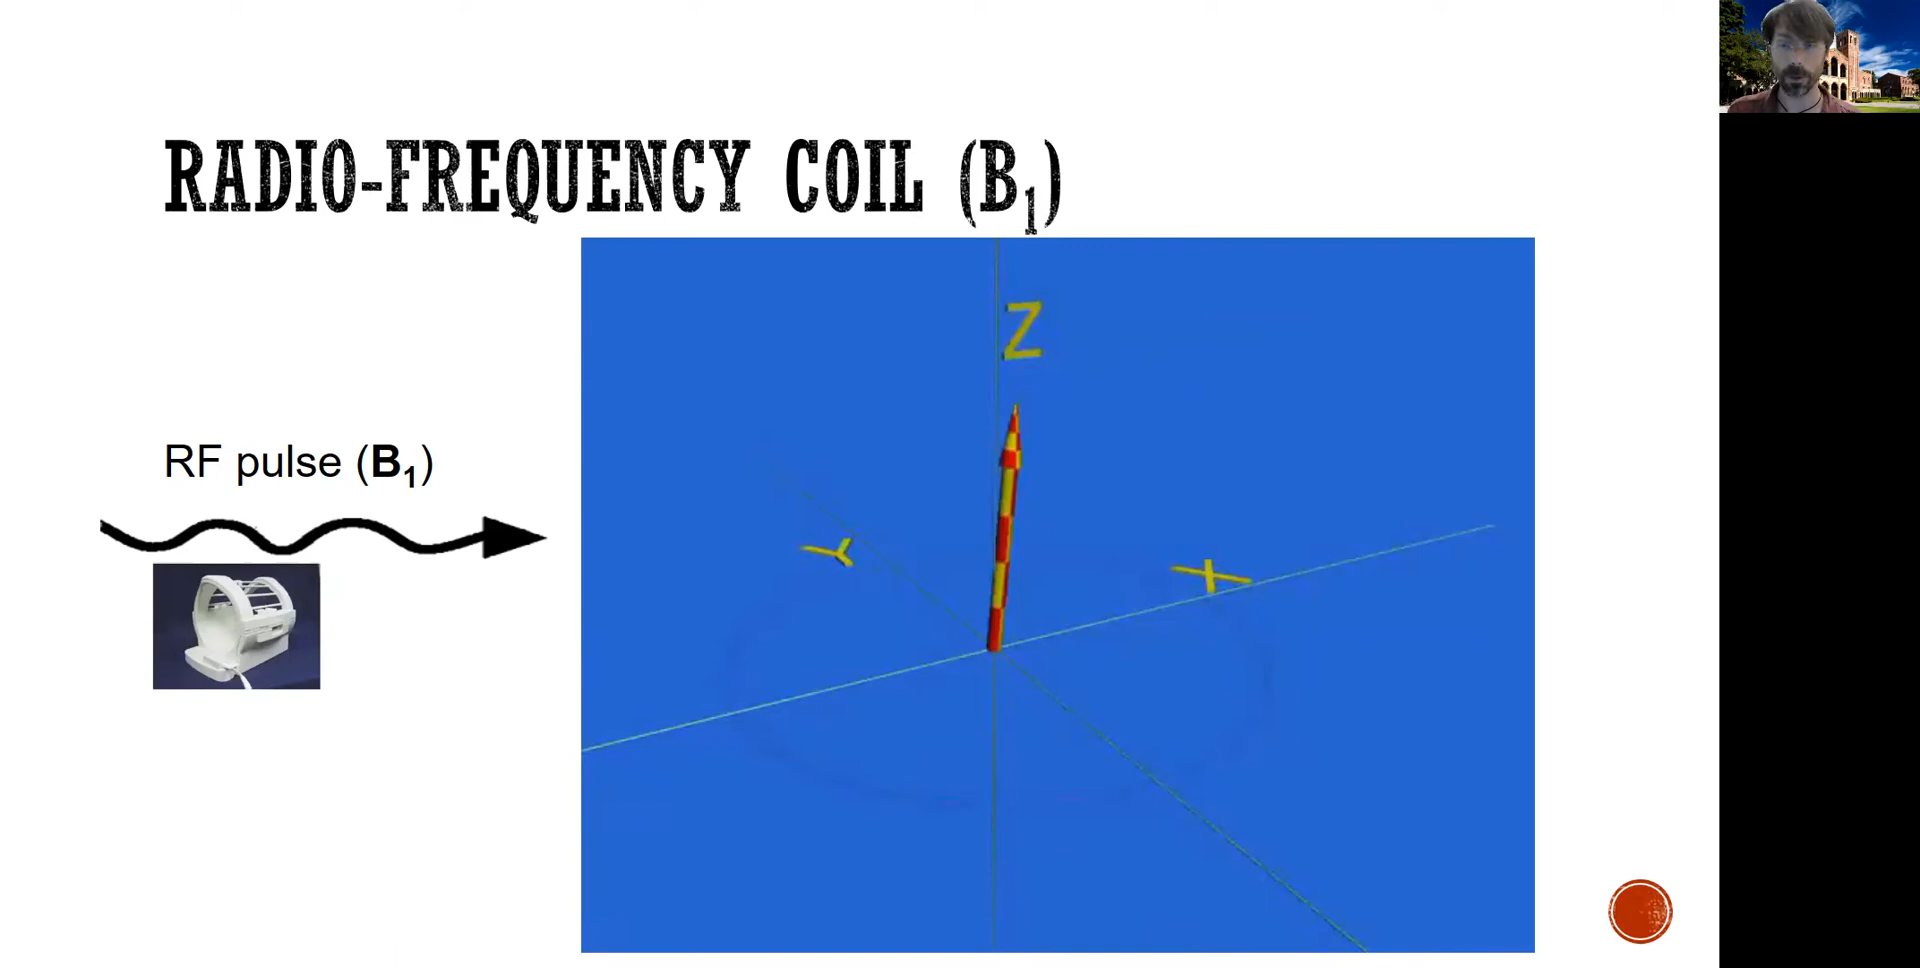 RADIO-FREQUENCY COIL (B1)
Z
RF pulse (B1)
Y
X